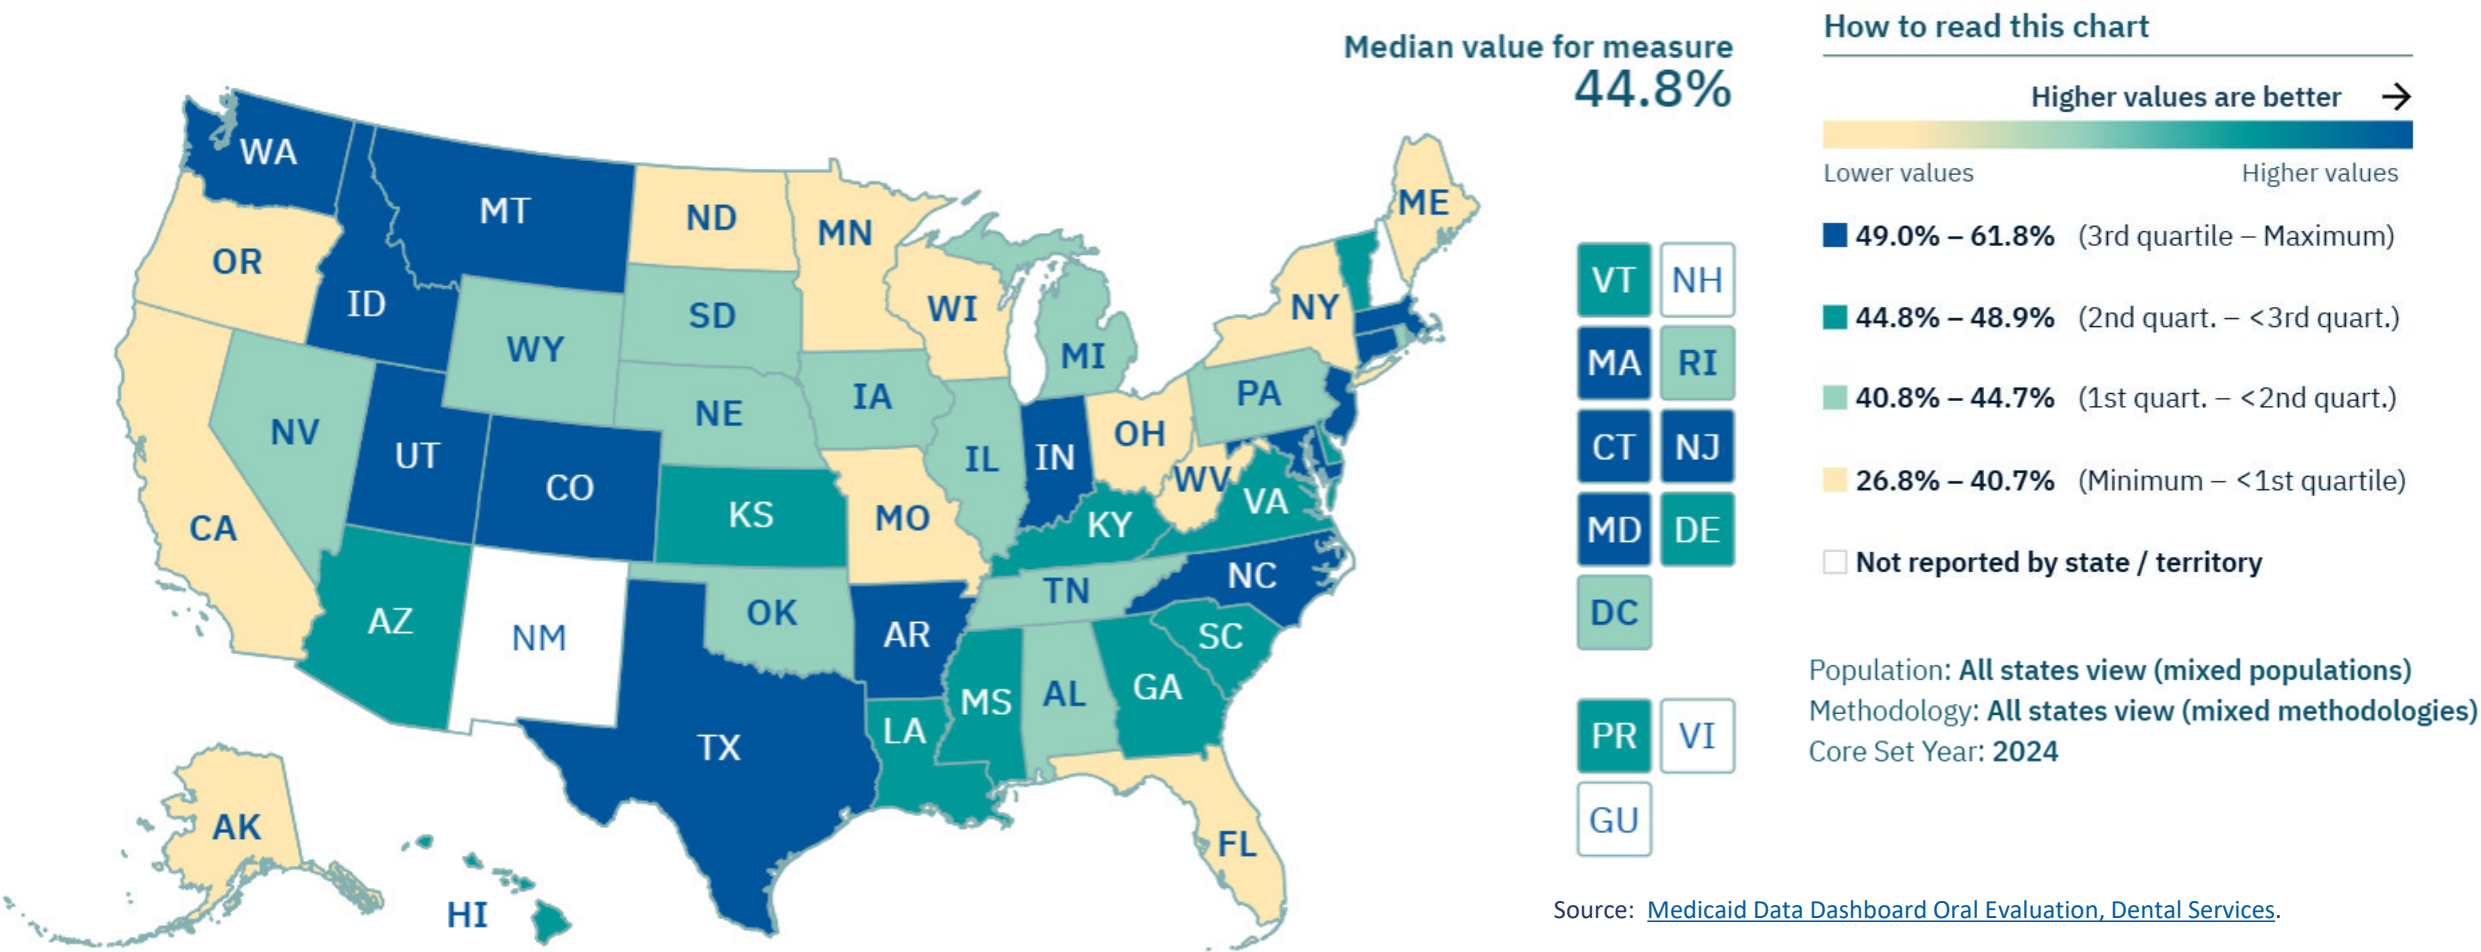 Median value for measure
44.8%
How to read this chart
Higher values are better →
Lower values
Higher values
49.0% – 61.8% (3rd quartile – Maximum)
44.8% – 48.9% (2nd quart. – <3rd quart.)
40.8% – 44.7% (1st quart. – <2nd quart.)
26.8% – 40.7% (Minimum – <1st quartile)
Not reported by state / territory
Population: All states view (mixed populations)
Methodology: All states view (mixed methodologies)
Core Set Year: 2024
WA
MT
ND
MN
ME
OR
ID
WY
SD
WI
MI
NY
NV
UT
CO
NE
IA
IL
IN
OH
PA
WV
VA
CA
KS
MO
KY
AZ
NM
OK
AR
TN
NC
SC
TX
LA
MS
AL
GA
FL
AK
HI
VT
NH
MA
RI
CT
NJ
MD
DE
DC
PR
VI
GU
Source: Medicaid Data Dashboard Oral Evaluation, Dental Services.